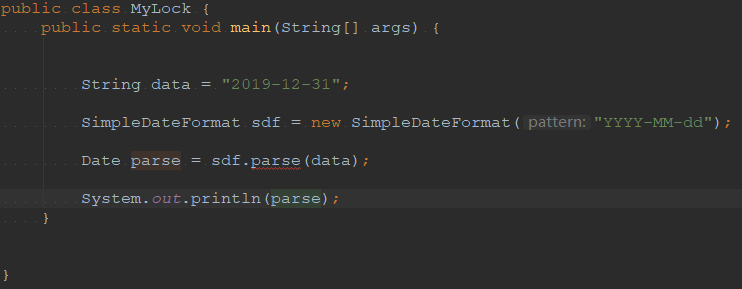 public class MyLock {
public static void main(String[] args) {
String data = "2019-12-31";
SimpleDateFormat sdf = new SimpleDateFormat( pattern: "YYYY-MM-dd");
Date parse = sdf.parse(data);
System.out.println(parse);
}
}